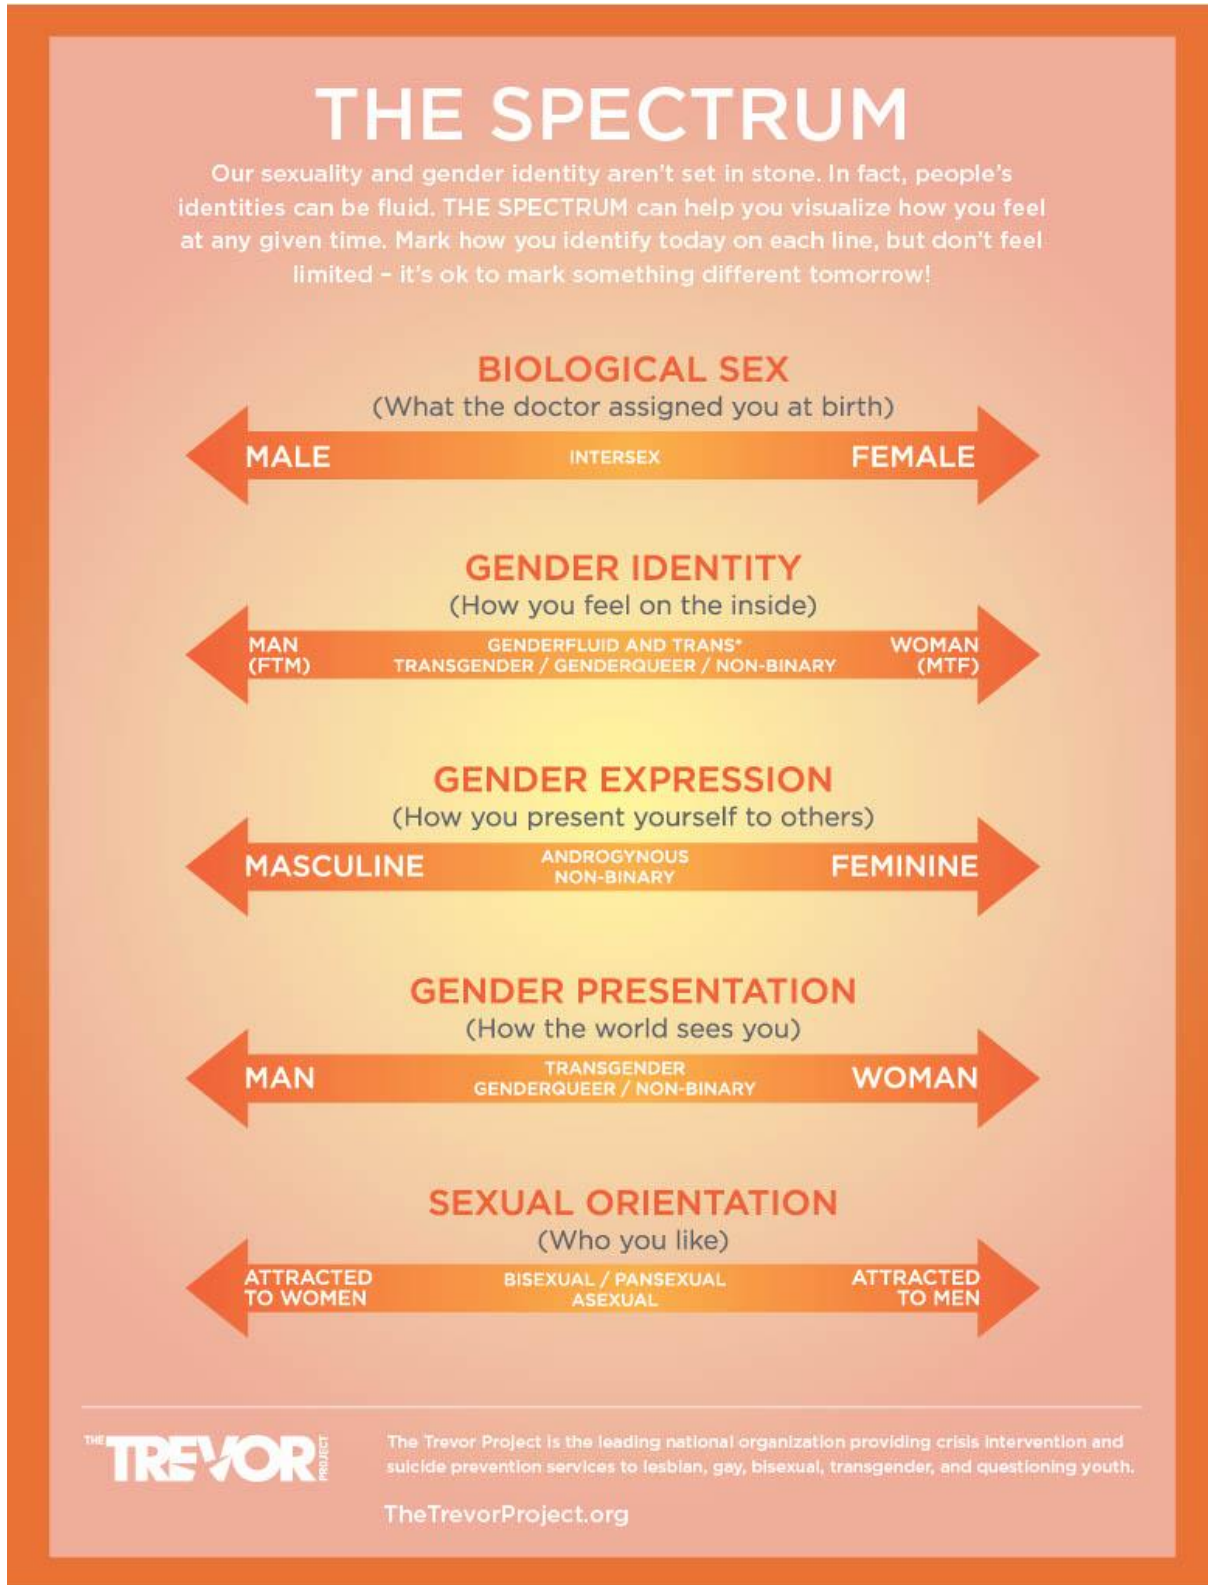 THE SPECTRUM
Our sexuality and gender identity aren't set in stone. In fact, people's
identities can be fluid. THE SPECTRUM can help you visualize how you feel
at any given time. Mark how you identify today on each line, but don't feel
limited – it's ok to mark something different tomorrow!
BIOLOGICAL SEX
(What the doctor assigned you at birth)
MALE INTERSEX FEMALE
GENDER IDENTITY
(How you feel on the inside)
MAN GENDERFLUID AND TRANS* WOMAN
(FTM) TRANSGENDER / GENDERQUEER / NON-BINARY (MTF)
GENDER EXPRESSION
(How you present yourself to others)
MASCULINE ANDROGYNOUS FEMININE
NON-BINARY
GENDER PRESENTATION
(How the world sees you)
MAN TRANSGENDER WOMAN
GENDERQUEER / NON-BINARY
SEXUAL ORIENTATION
(Who you like)
ATTRACTED BISEXUAL / PANSEXUAL ATTRACTED
TO WOMEN ASEXUAL TO MEN
THE TREVOR PROJECT
The Trevor Project is the leading national organization providing crisis intervention and
suicide prevention services to lesbian, gay, bisexual, transgender, and questioning youth.
TheTrevorProject.org